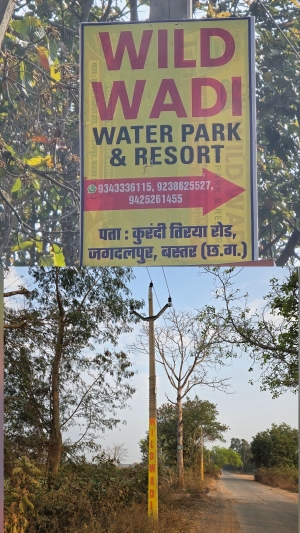 WILD
WADI
WATER PARK
& RESORT
9343336115, 9238625527,
9425261455
पता : कुरंदी तिरया रोड,
जगदलपुर, बस्तर (छ.ग.)